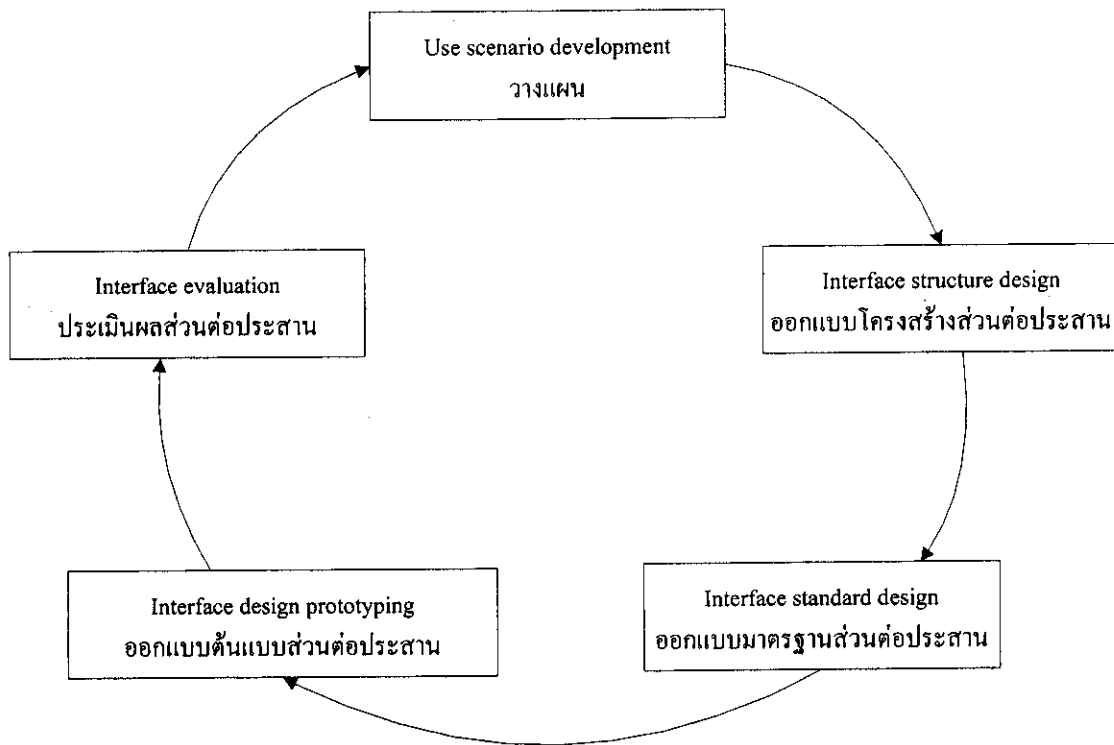 Use scenario development
วางแผน
Interface structure design
ออกแบบโครงสร้างส่วนต่อประสาน
Interface standard design
ออกแบบมาตรฐานส่วนต่อประสาน
Interface design prototyping
ออกแบบต้นแบบส่วนต่อประสาน
Interface evaluation
ประเมินผลส่วนต่อประสาน